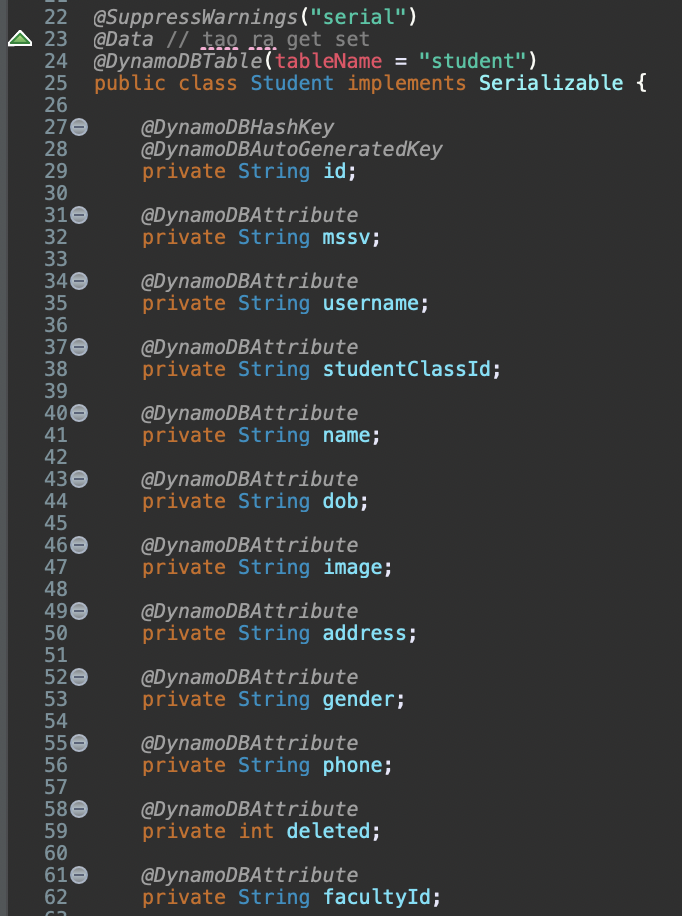 22 @SuppressWarnings("serial")
23 @Data // tao ra get set
24 @DynamoDBTable(tableName = "student")
25 public class Student implements Serializable {
26
27 @DynamoDBHashKey
28 @DynamoDBAutoGeneratedKey
29 private String id;
30
31 @DynamoDBAttribute
32 private String mssv;
33
34 @DynamoDBAttribute
35 private String username;
36
37 @DynamoDBAttribute
38 private String studentClassId;
39
40 @DynamoDBAttribute
41 private String name;
42
43 @DynamoDBAttribute
44 private String dob;
45
46 @DynamoDBAttribute
47 private String image;
48
49 @DynamoDBAttribute
50 private String address;
51
52 @DynamoDBAttribute
53 private String gender;
54
55 @DynamoDBAttribute
56 private String phone;
57
58 @DynamoDBAttribute
59 private int deleted;
60
61 @DynamoDBAttribute
62 private String facultyId;